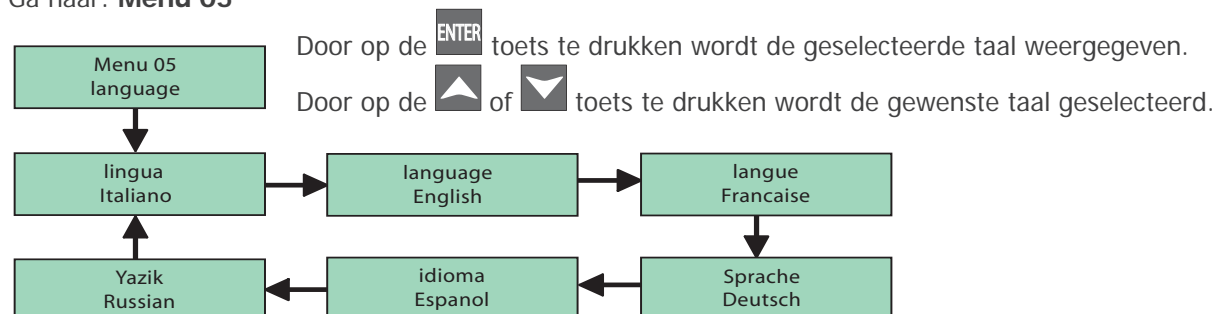 Ga naar: Menu 05
Door op de ENTER toets te drukken wordt de geselecteerde taal weergegeven.
Door op de of toets te drukken wordt de gewenste taal geselecteerd.
Menu 05
language
lingua
Italiano
language
English
langue
Francaise
Yazik
Russian
idioma
Espanol
Sprache
Deutsch